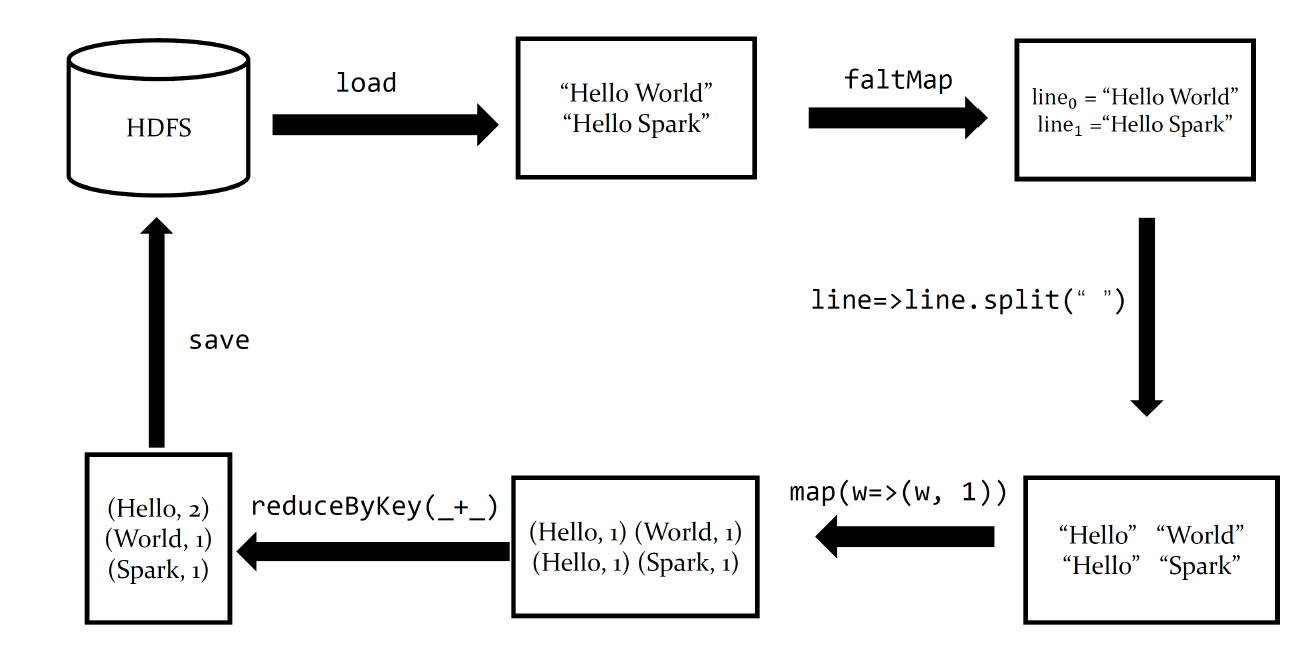 HDFS
load
“Hello World”
“Hello Spark”
faltMap
line₀ = “Hello World”
line₁ =“Hello Spark”
line=>line.split(“ ”)
“Hello” “World”
“Hello” “Spark”
map(w=>(w, 1))
(Hello, 1) (World, 1)
(Hello, 1) (Spark, 1)
reduceByKey(_+_)
(Hello, 2)
(World, 1)
(Spark, 1)
save